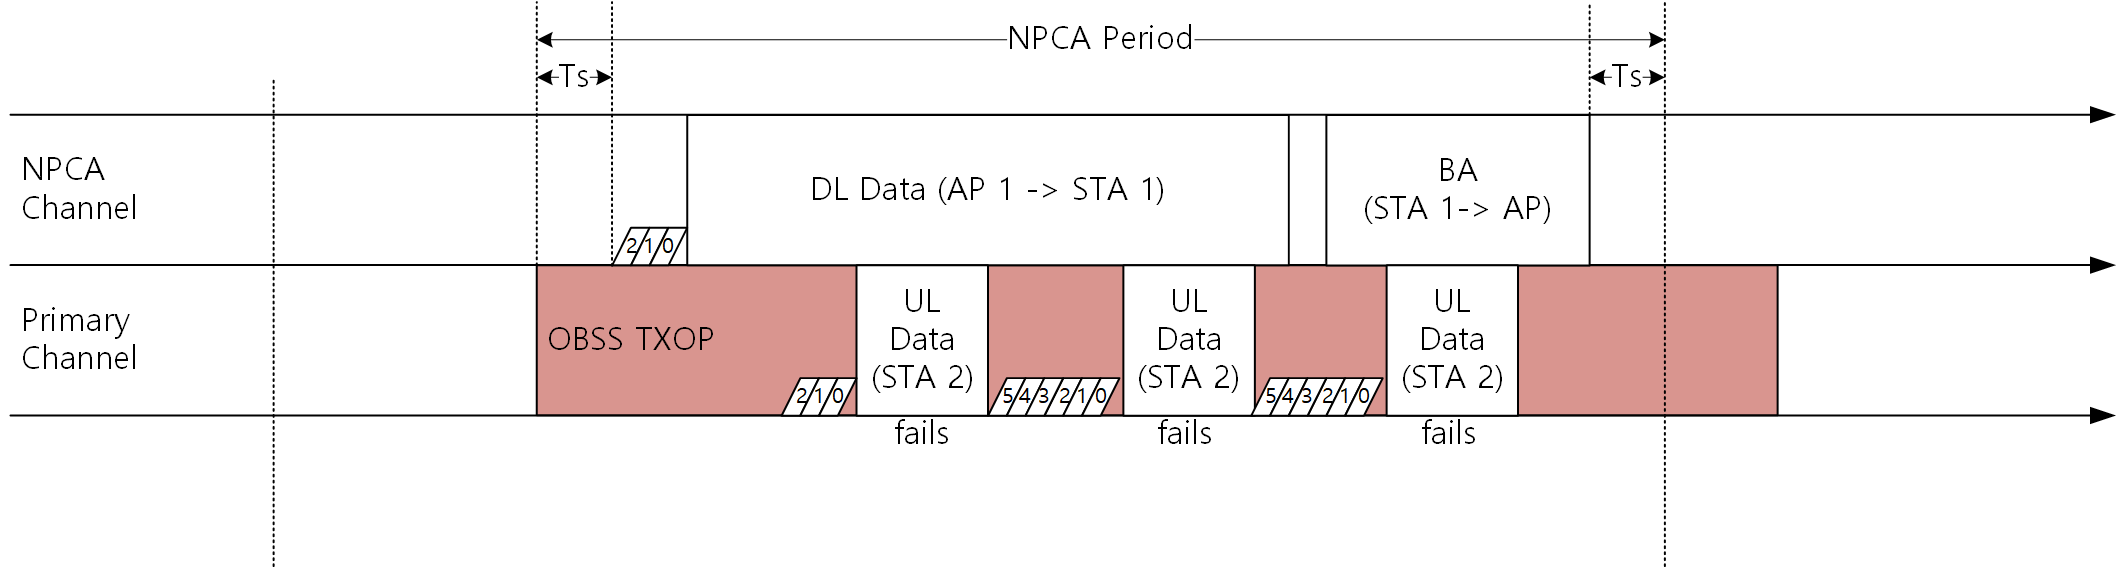 NPCA Period
Ts
Ts
NPCA
Channel
DL Data (AP 1 -> STA 1)
BA
(STA 1-> AP)
2 1 0
Primary
Channel
OBSS TXOP
UL
Data
(STA 2)
UL
Data
(STA 2)
UL
Data
(STA 2)
2 1 0
5 4 3 2 1 0
5 4 3 2 1 0
fails
fails
fails